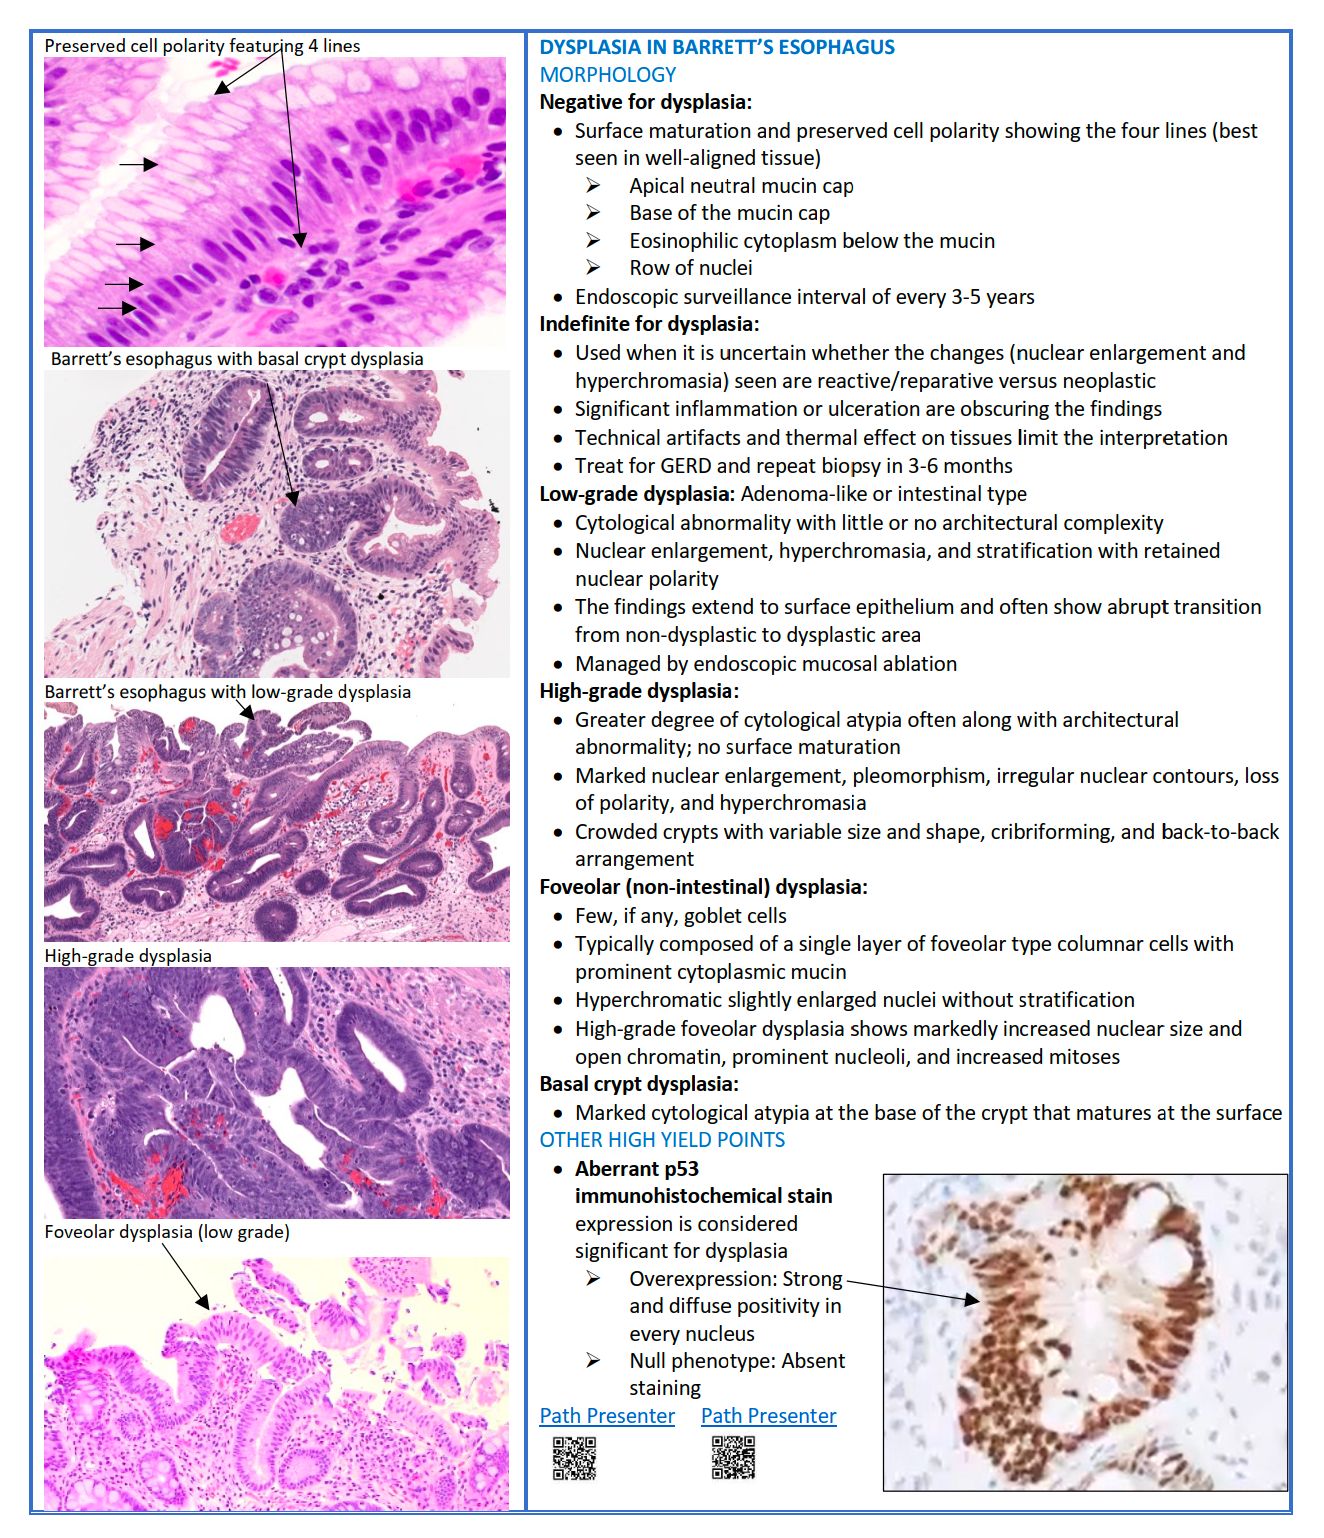 Preserved cell polarity featuring 4 lines
Barrett’s esophagus with basal crypt dysplasia
Barrett’s esophagus with low-grade dysplasia
High-grade dysplasia
Foveolar dysplasia (low grade)
DYSPLASIA IN BARRETT’S ESOPHAGUS
MORPHOLOGY
Negative for dysplasia:
• Surface maturation and preserved cell polarity showing the four lines (best
seen in well-aligned tissue)
➢ Apical neutral mucin cap
➢ Base of the mucin cap
➢ Eosinophilic cytoplasm below the mucin
➢ Row of nuclei
• Endoscopic surveillance interval of every 3-5 years
Indefinite for dysplasia:
• Used when it is uncertain whether the changes (nuclear enlargement and
hyperchromasia) seen are reactive/reparative versus neoplastic
• Significant inflammation or ulceration are obscuring the findings
• Technical artifacts and thermal effect on tissues limit the interpretation
• Treat for GERD and repeat biopsy in 3-6 months
Low-grade dysplasia: Adenoma-like or intestinal type
• Cytological abnormality with little or no architectural complexity
• Nuclear enlargement, hyperchromasia, and stratification with retained
nuclear polarity
• The findings extend to surface epithelium and often show abrupt transition
from non-dysplastic to dysplastic area
• Managed by endoscopic mucosal ablation
High-grade dysplasia:
• Greater degree of cytological atypia often along with architectural
abnormality; no surface maturation
• Marked nuclear enlargement, pleomorphism, irregular nuclear contours, loss
of polarity, and hyperchromasia
• Crowded crypts with variable size and shape, cribriforming, and back-to-back
arrangement
Foveolar (non-intestinal) dysplasia:
• Few, if any, goblet cells
• Typically composed of a single layer of foveolar type columnar cells with
prominent cytoplasmic mucin
• Hyperchromatic slightly enlarged nuclei without stratification
• High-grade foveolar dysplasia shows markedly increased nuclear size and
open chromatin, prominent nucleoli, and increased mitoses
Basal crypt dysplasia:
• Marked cytological atypia at the base of the crypt that matures at the surface
OTHER HIGH YIELD POINTS
• Aberrant p53
immunohistochemical stain
expression is considered
significant for dysplasia
➢ Overexpression: Strong
and diffuse positivity in
every nucleus
➢ Null phenotype: Absent
staining
Path Presenter Path Presenter